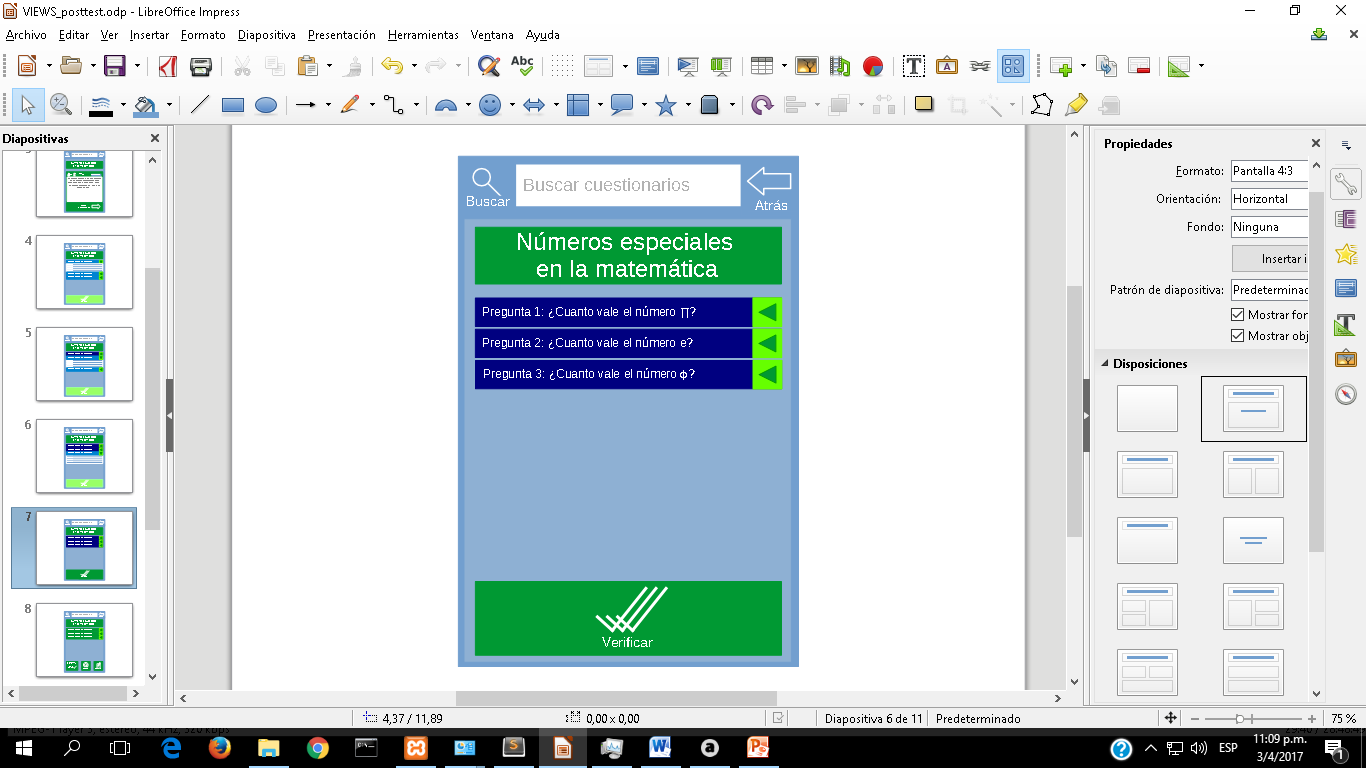 VIEWS_posttest.odp - LibreOffice Impress
Archivo Editar Ver Insertar Formato Diapositiva Presentación Herramientas Ventana Ayuda
Abc
Diapositivas
4
5
6
7
8
Buscar
Buscar cuestionarios
Atrás
Números especiales
en la matemática
Pregunta 1: ¿Cuanto vale el número ∏?
Pregunta 2: ¿Cuanto vale el número e?
Pregunta 3: ¿Cuanto vale el número ɸ?
Verificar
Propiedades
Formato: Pantalla 4:3
Orientación: Horizontal
Fondo: Ninguna
Insertar i
Patrón de diapositiva: Predeterminad
Mostrar for
Mostrar obj
Disposiciones
4,37 / 11,89
0,00 x 0,00
Diapositiva 6 de 11
Predeterminado
75 %
ESP
11:09 p.m.
3/4/2017